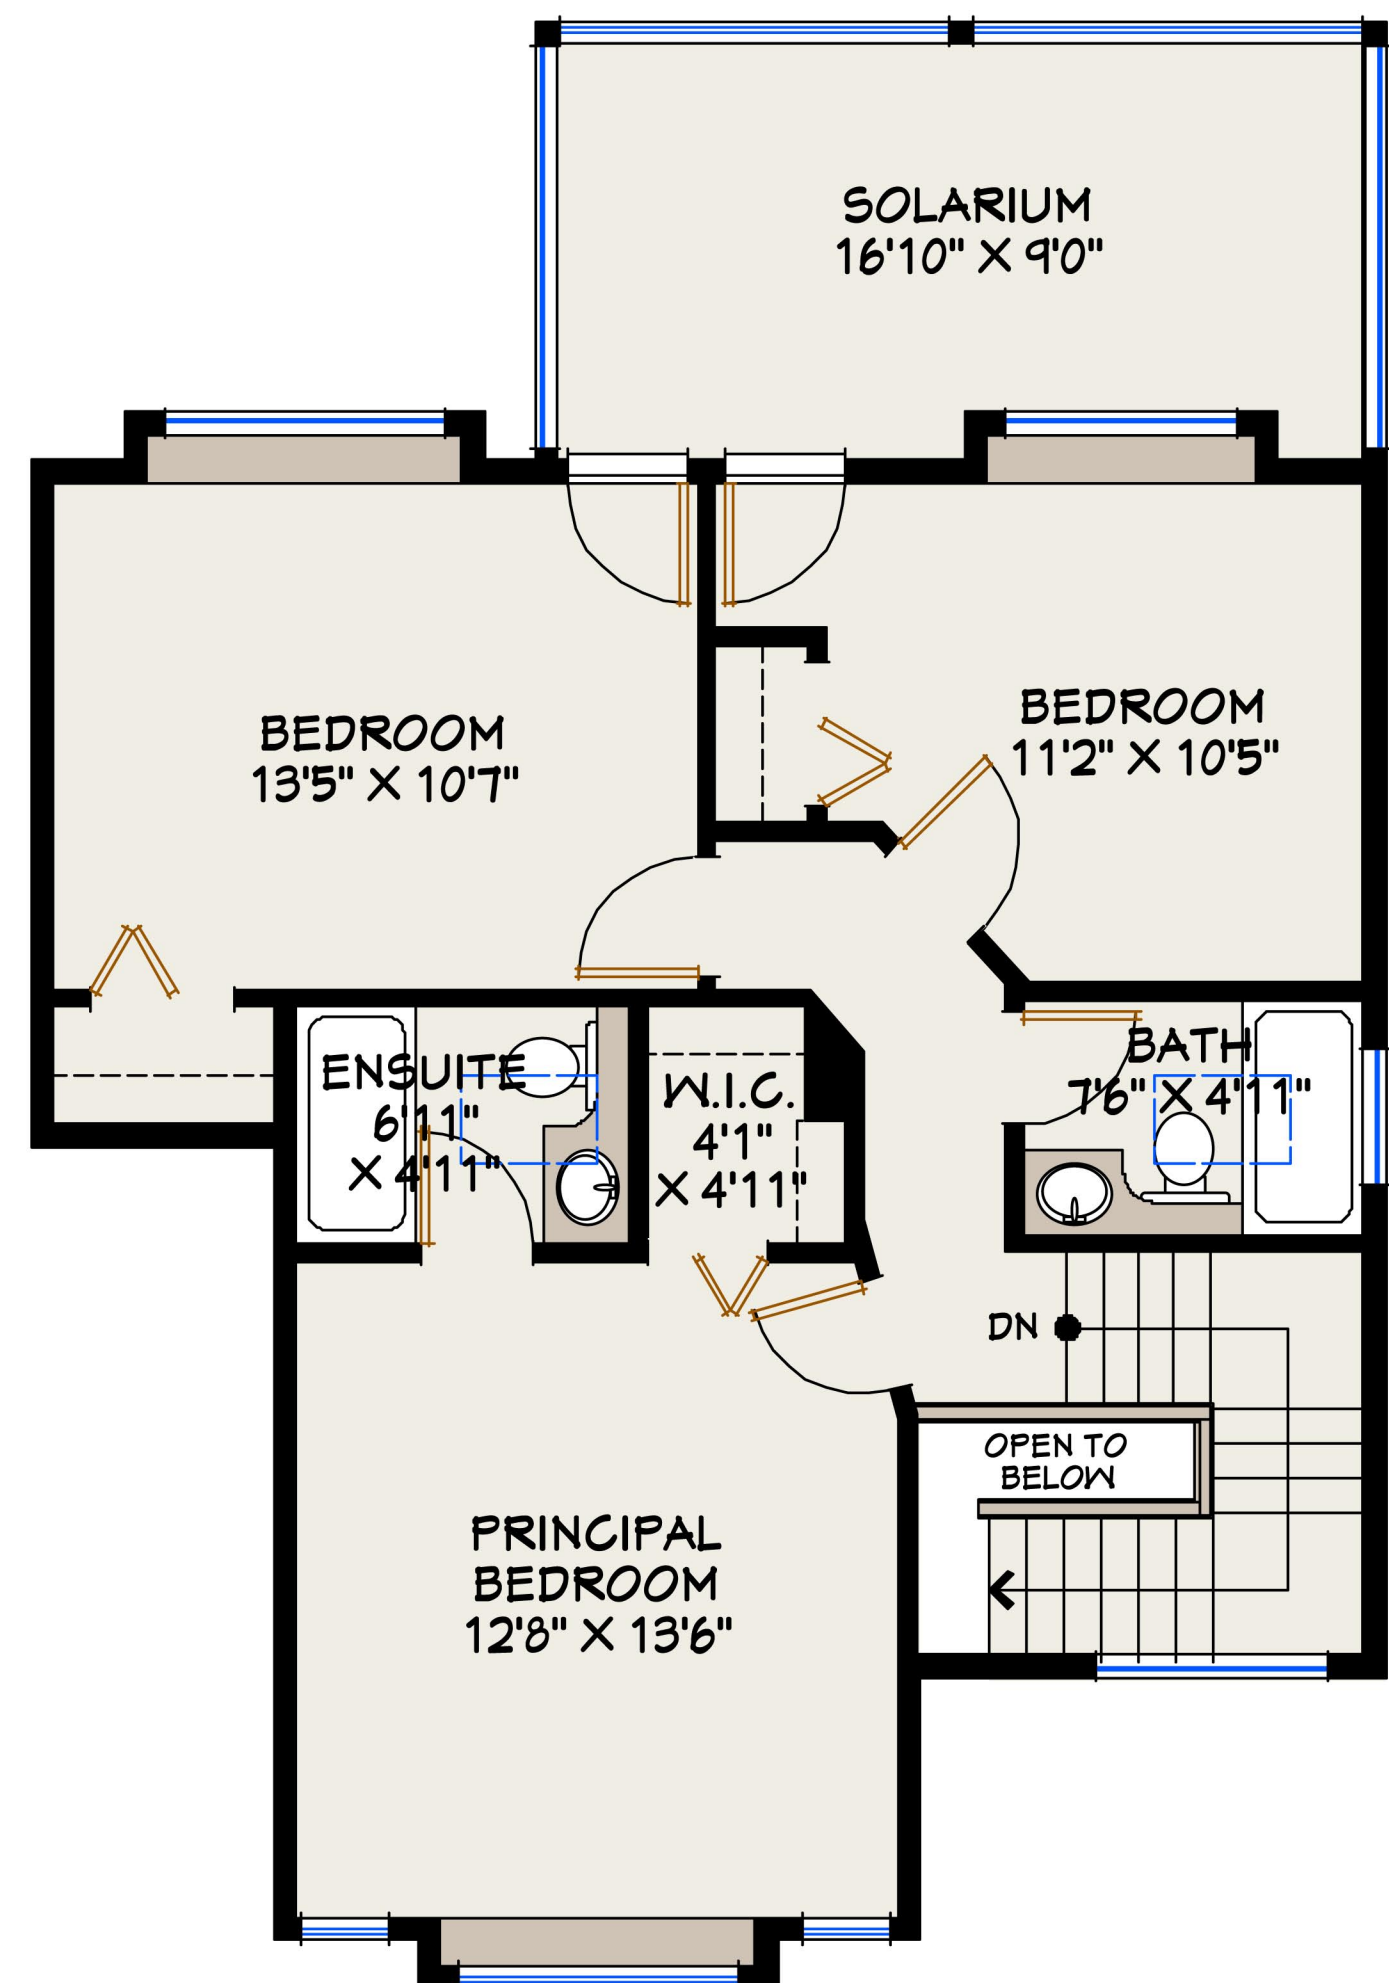 SOLARIUM
16'10" X 9'0"
BEDROOM
13'5" X 10'7"
BEDROOM
11'2" X 10'5"
ENSUITE
6'11"
X 4'11"
W.I.C.
4'1"
X 4'11"
BATH
7'6" X 4'11"
DN
OPEN TO
BELOW
PRINCIPAL
BEDROOM
12'8" X 13'6"